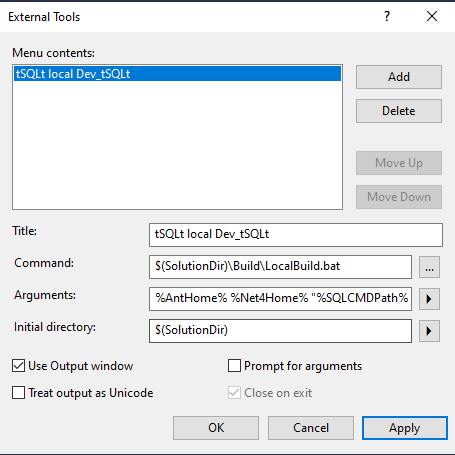 External Tools
?
Menu contents:
tSQLt local Dev_tSQLt
Add
Delete
Move Up
Move Down
Title:
tSQLt local Dev_tSQLt
Command:
$(SolutionDir)\Build\LocalBuild.bat
...
Arguments:
%AntHome% %Net4Home% "%SQLCMDPath%
Initial directory:
$(SolutionDir)
Use Output window
Prompt for arguments
Treat output as Unicode
Close on exit
OK
Cancel
Apply